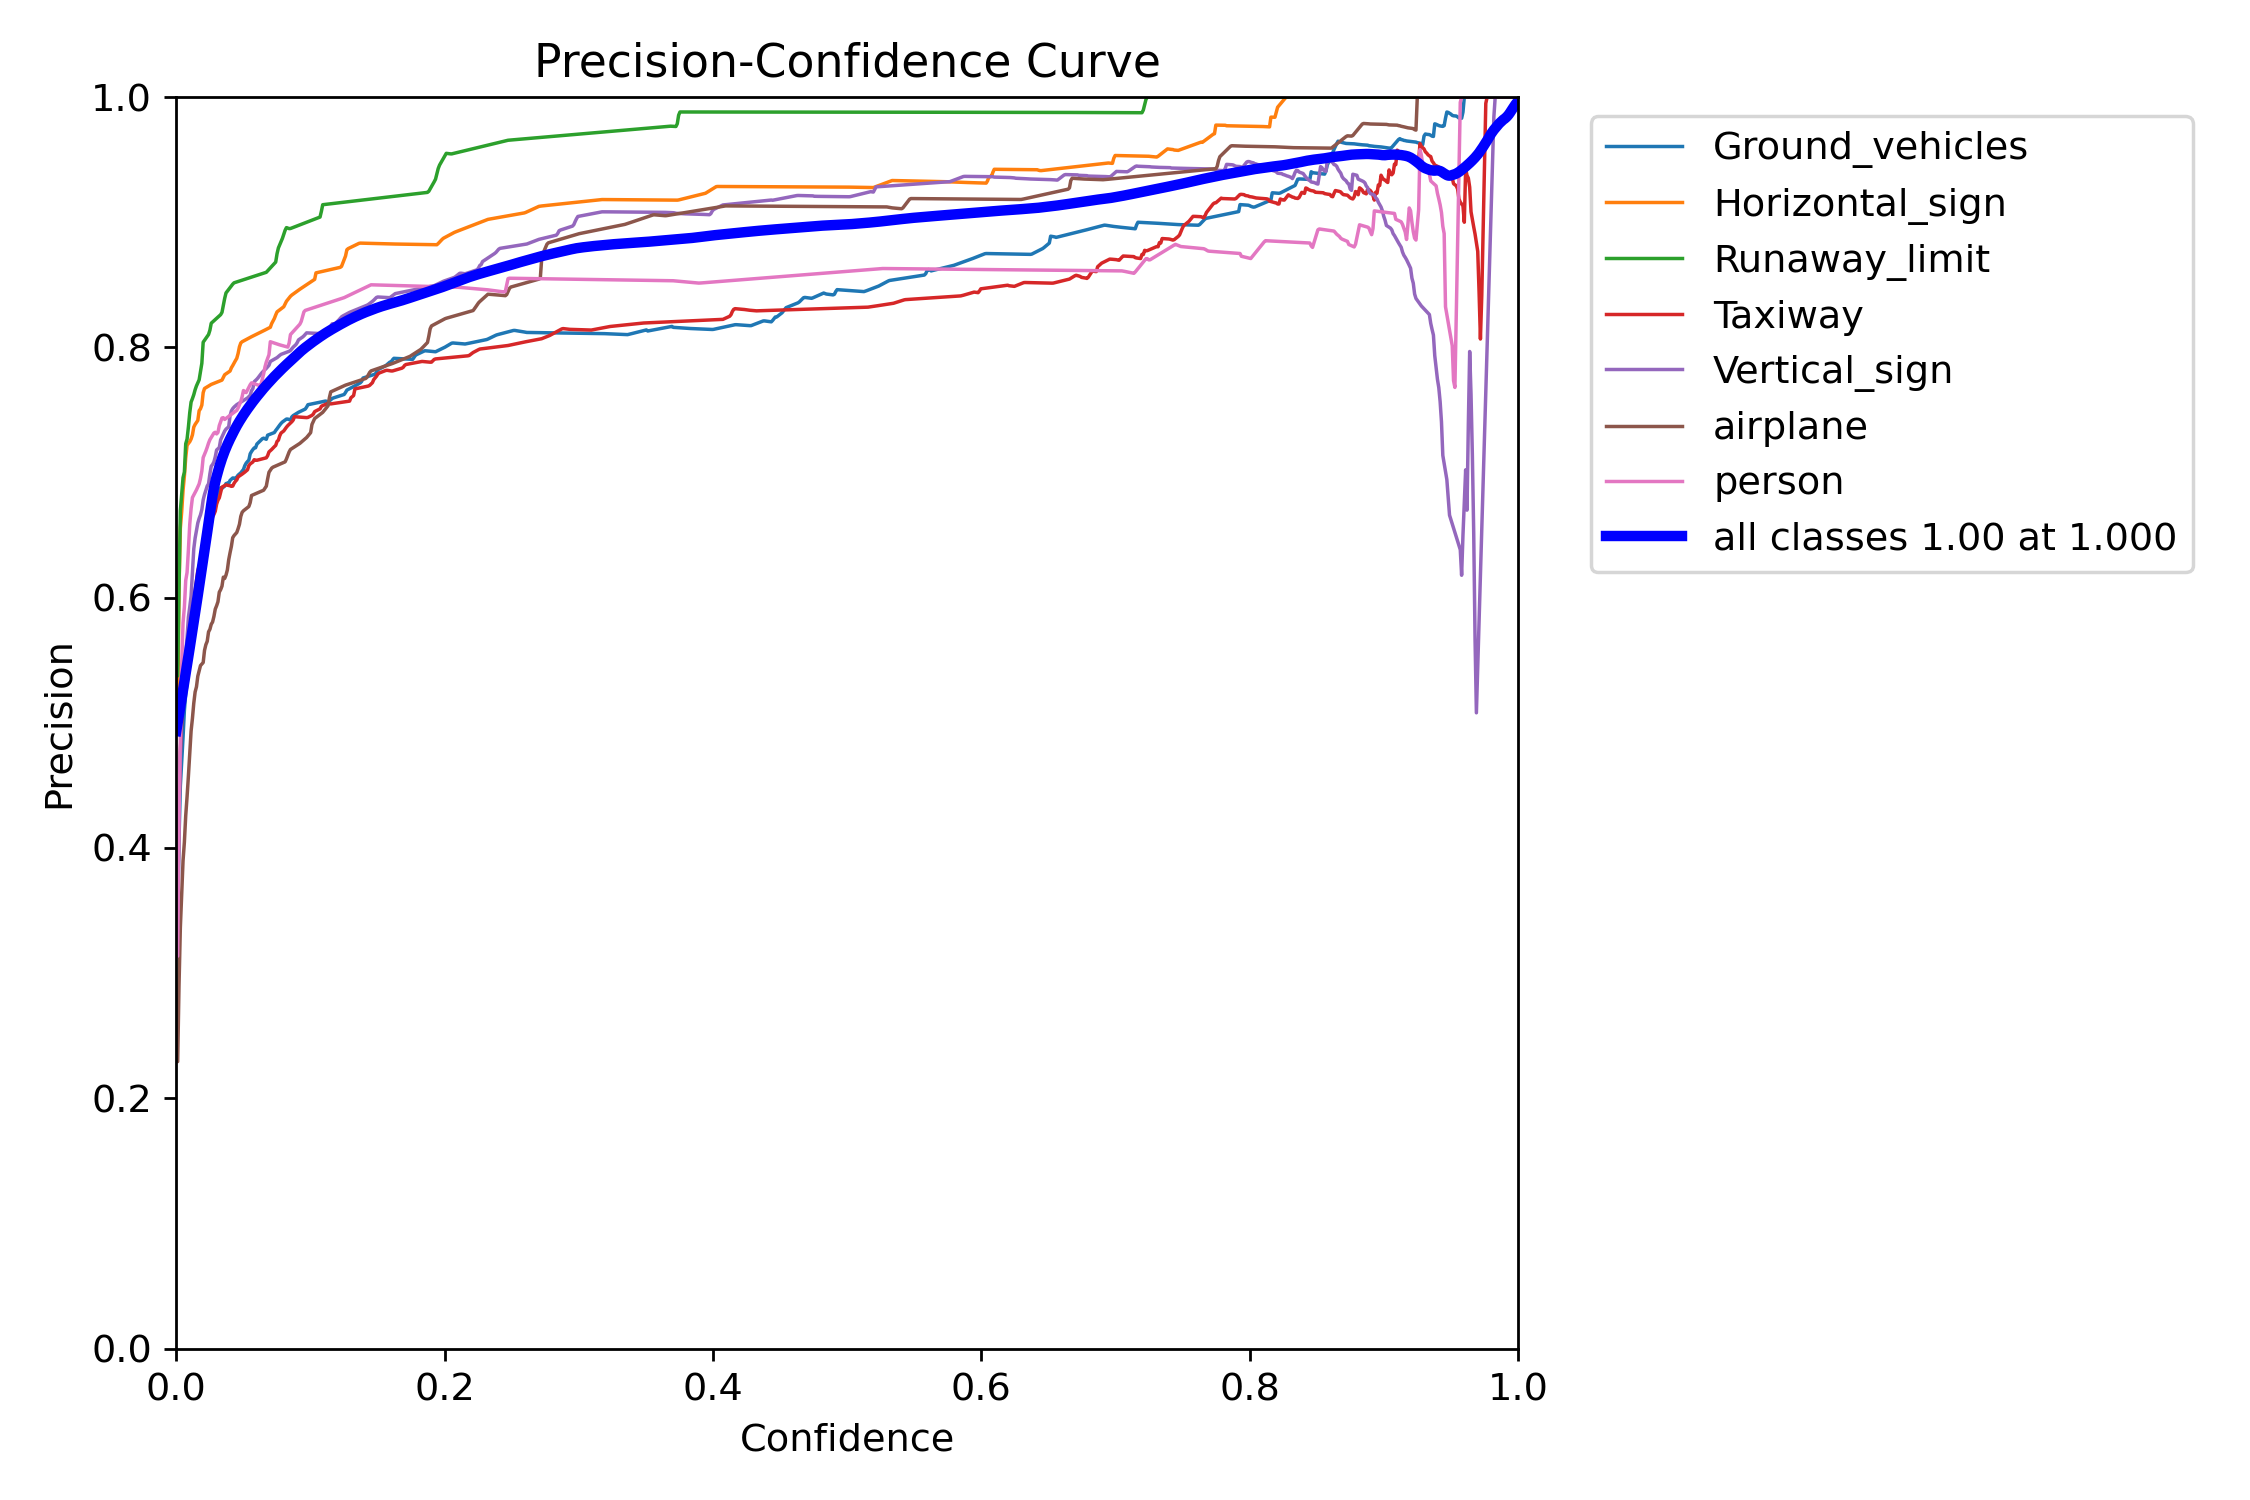 Precision-Confidence Curve
1.0
0.8
0.6
0.4
0.2
0.0
Precision
0.0 0.2 0.4 0.6 0.8 1.0
Confidence
Ground_vehicles
Horizontal_sign
Runaway_limit
Taxiway
Vertical_sign
airplane
person
all classes 1.00 at 1.000